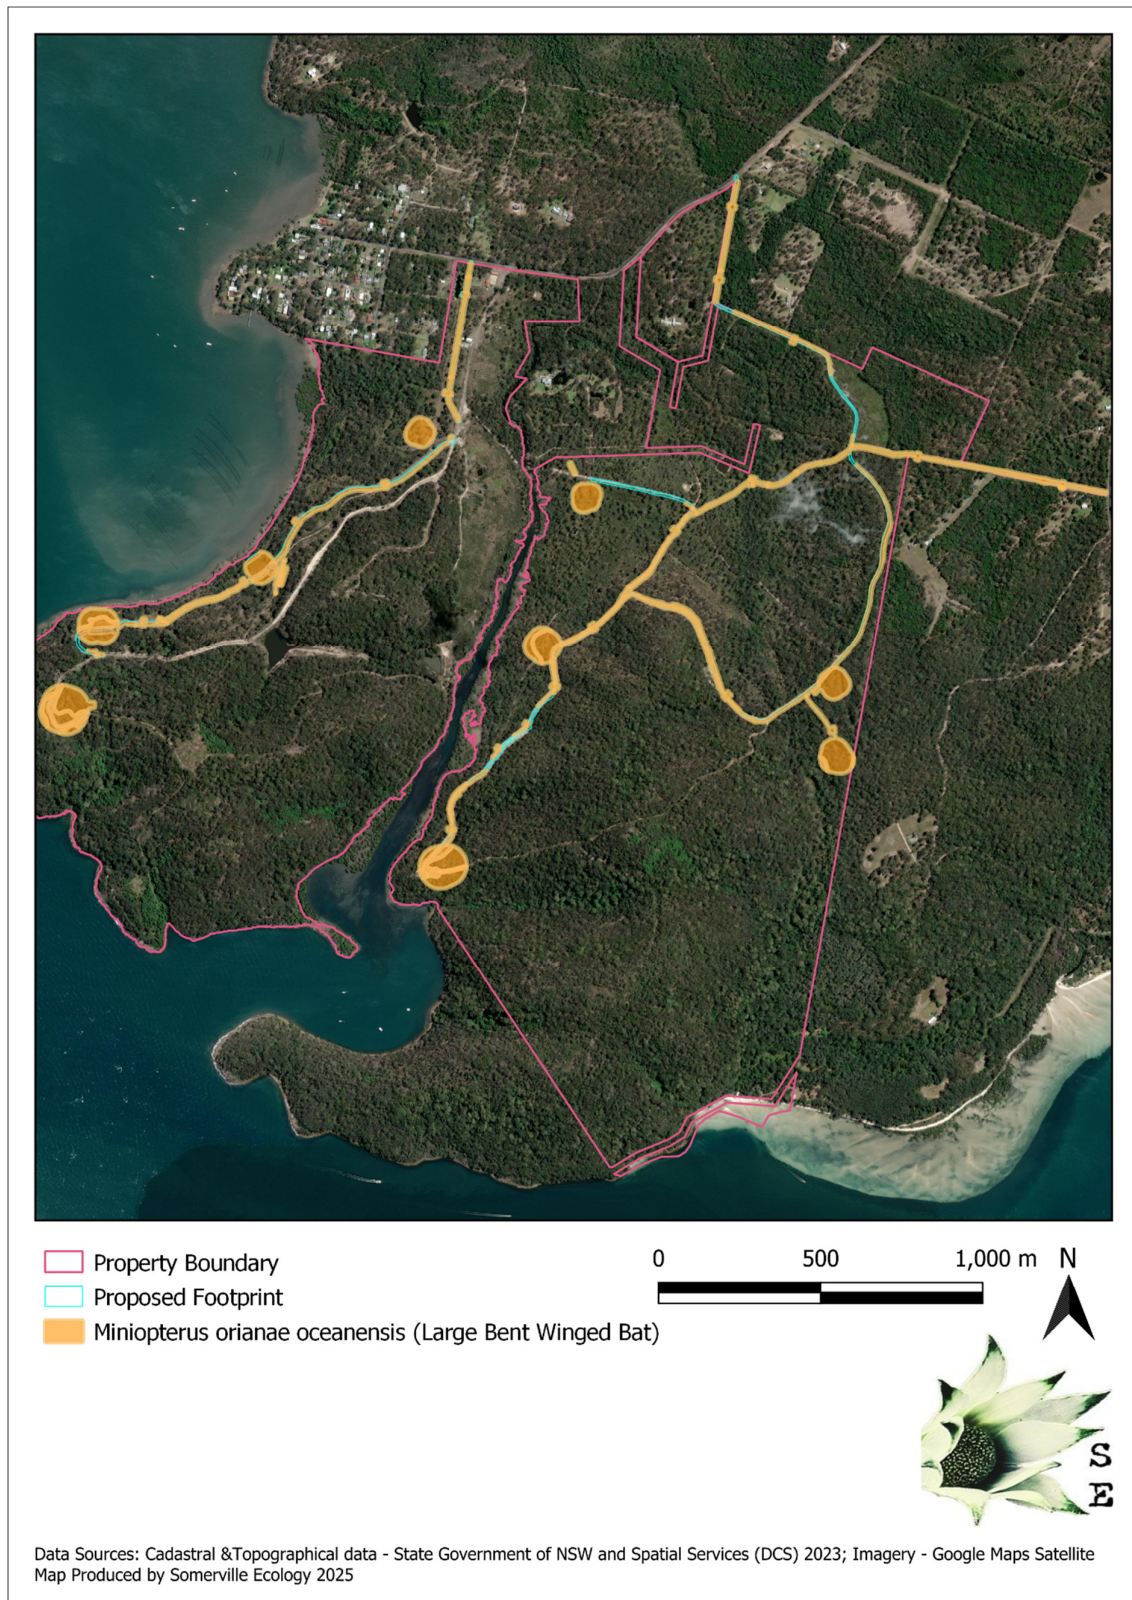 Property Boundary
Proposed Footprint
Miniopterus orianae oceanensis (Large Bent Winged Bat)
0 500 1,000 m
N
S
E
Data Sources: Cadastral &Topographical data - State Government of NSW and Spatial Services (DCS) 2023; Imagery - Google Maps Satellite
Map Produced by Somerville Ecology 2025